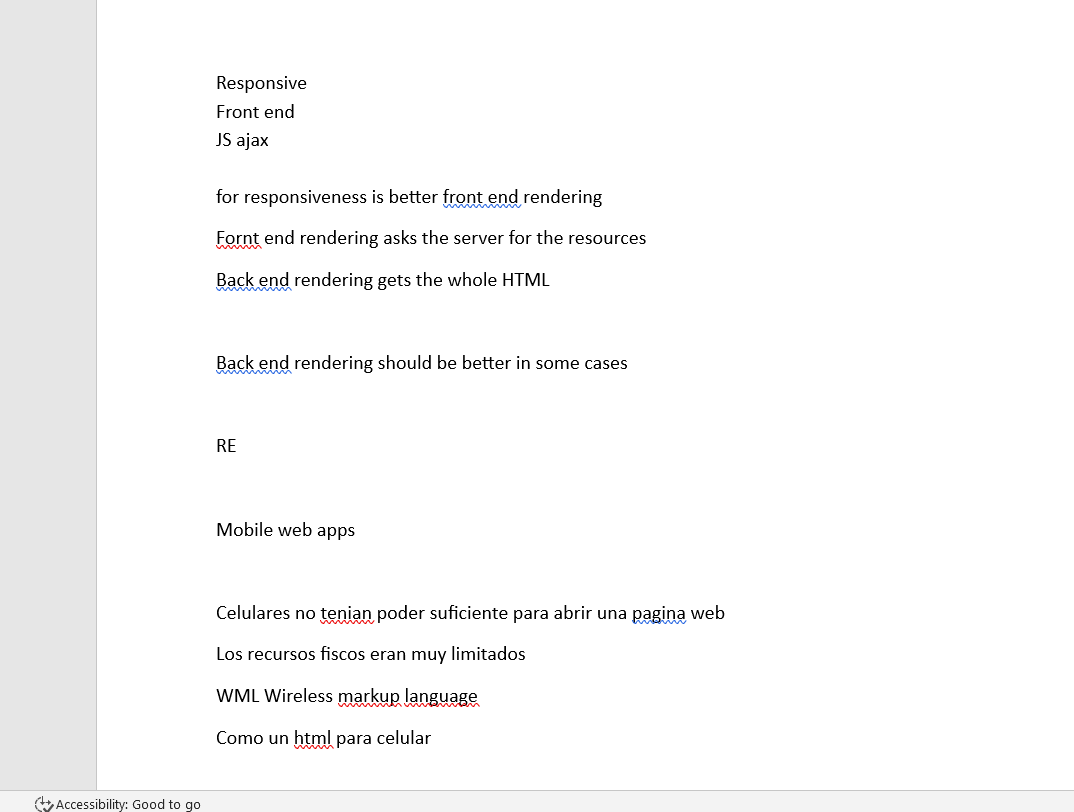 Responsive
Front end
JS ajax
for responsiveness is better front end rendering
Fornt end rendering asks the server for the resources
Back end rendering gets the whole HTML
Back end rendering should be better in some cases
RE
Mobile web apps
Celulares no tenian poder suficiente para abrir una pagina web
Los recursos fiscos eran muy limitados
WML Wireless markup language
Como un html para celular
Accessibility: Good to go